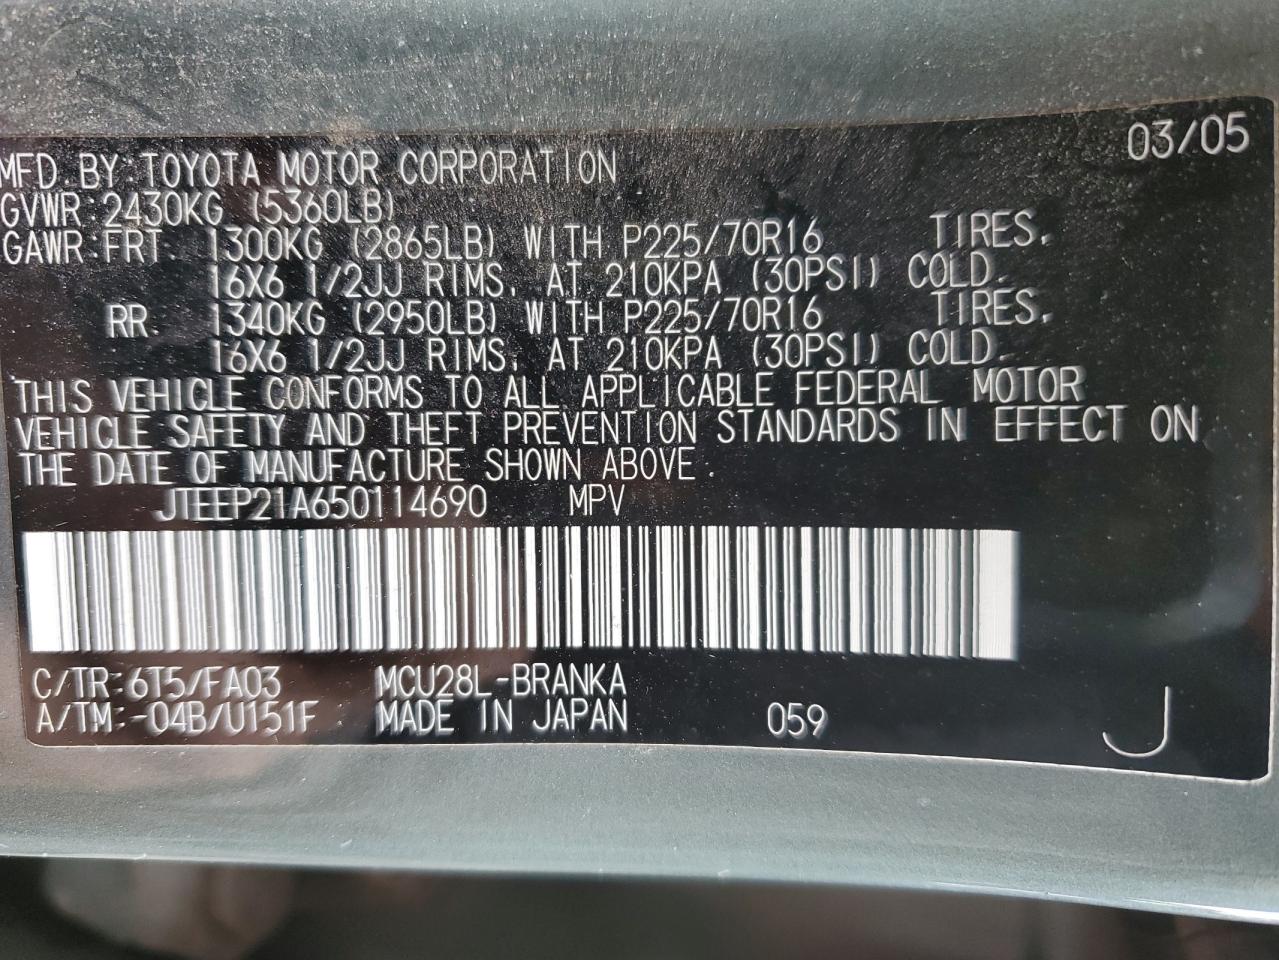 03/05
MFD BY:TOYOTA MOTOR CORPORATION
GVWR:2430KG (5360LB)
GAWR:FRT. 1300KG (2865LB) WITH P225/70R16 TIRES.
16X6 1/2JJ RIMS, AT 210KPA (30PSI) COLD.
RR. 1340KG (2950LB) WITH P225/70R16 TIRES.
16X6 1/2JJ RIMS, AT 210KPA (30PSI) COLD.
THIS VEHICLE CONFORMS TO ALL APPLICABLE FEDERAL MOTOR
VEHICLE SAFETY AND THEFT PREVENTION STANDARDS IN EFFECT ON
THE DATE OF MANUFACTURE SHOWN ABOVE.
JTEEP21A650114690 MPV
C/TR:6T5/FA03 MCU28L-BRANKA
A/TM:-04B/U151F MADE IN JAPAN 059 J